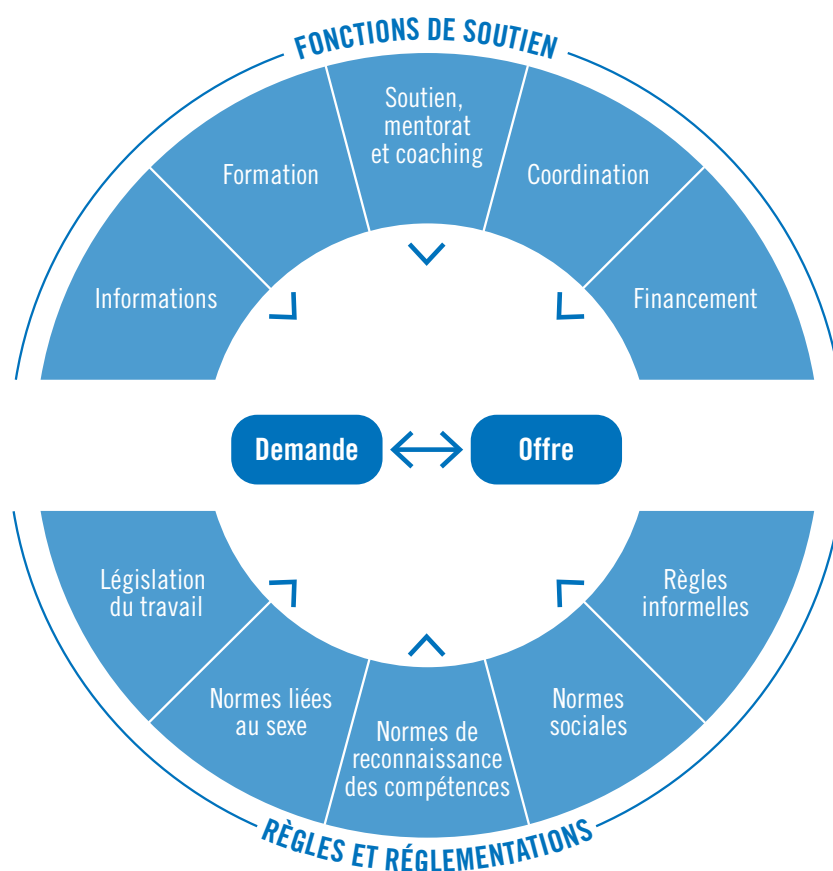 FONCTIONS DE SOUTIEN
Informations
Formation
Soutien,
mentorat
et coaching
Coordination
Financement
Demande
Offre
Législation
du travail
Normes liées
au sexe
Normes de
reconnaissance
des compétences
Normes
sociales
Règles
informelles
RÈGLES ET RÉGLEMENTATIONS